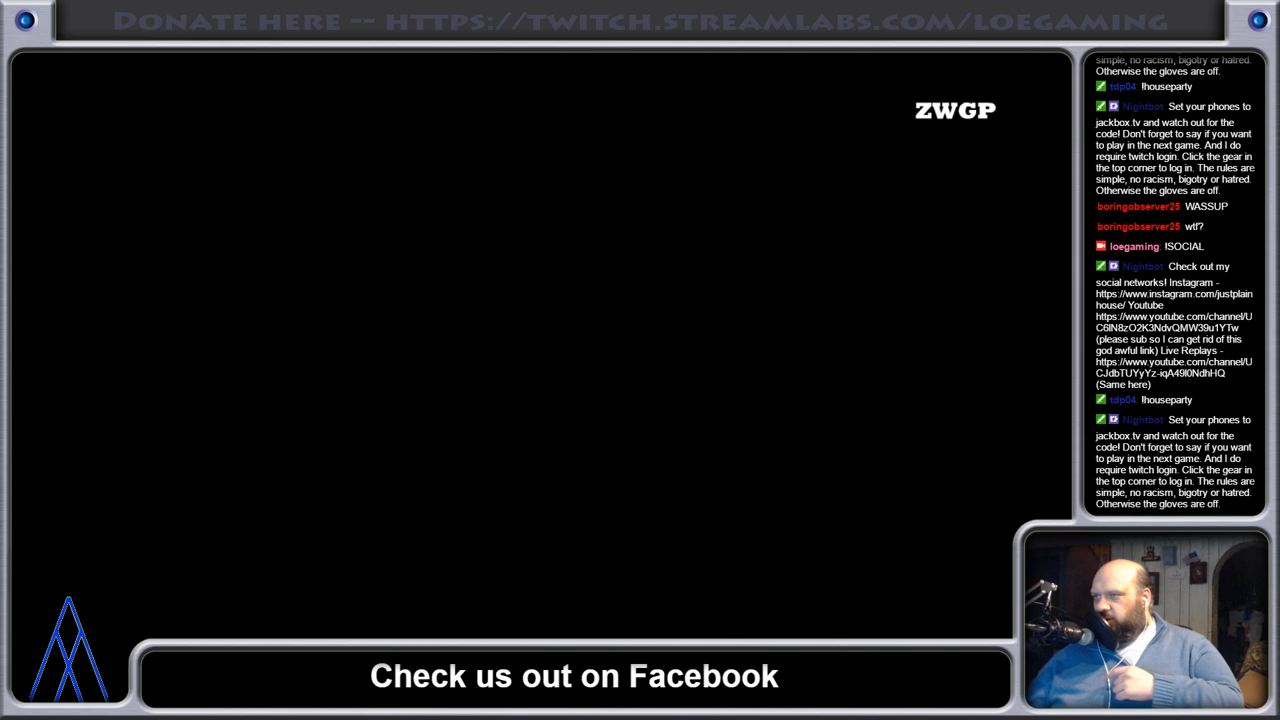 Donate here -- https://twitch.streamlabs.com/loegaming
ZWGP
simple, no racism, bigotry or hatred.
Otherwise the gloves are off.
tdp04: !houseparty
Nightbot: Set your phones to
jackbox.tv and watch out for the
code! Don't forget to say if you want
to play in the next game. And I do
require twitch login. Click the gear in
the top corner to log in. The rules are
simple, no racism, bigotry or hatred.
Otherwise the gloves are off.
boringobserver25: WASSUP
boringobserver25: wtf?
loegaming: !SOCIAL
Nightbot: Check out my
social networks! Instagram -
https://www.instagram.com/justplain
house/ Youtube
https://www.youtube.com/channel/U
C6lN8zO2K3NdvQMW39u1YTw
(please sub so I can get rid of this
god awful link) Live Replays -
https://www.youtube.com/channel/U
CJdbTUYyYz-iqA49l0NdhHQ
(Same here)
tdp04: !houseparty
Nightbot: Set your phones to
jackbox.tv and watch out for the
code! Don't forget to say if you want
to play in the next game. And I do
require twitch login. Click the gear in
the top corner to log in. The rules are
simple, no racism, bigotry or hatred.
Otherwise the gloves are off.
Check us out on Facebook